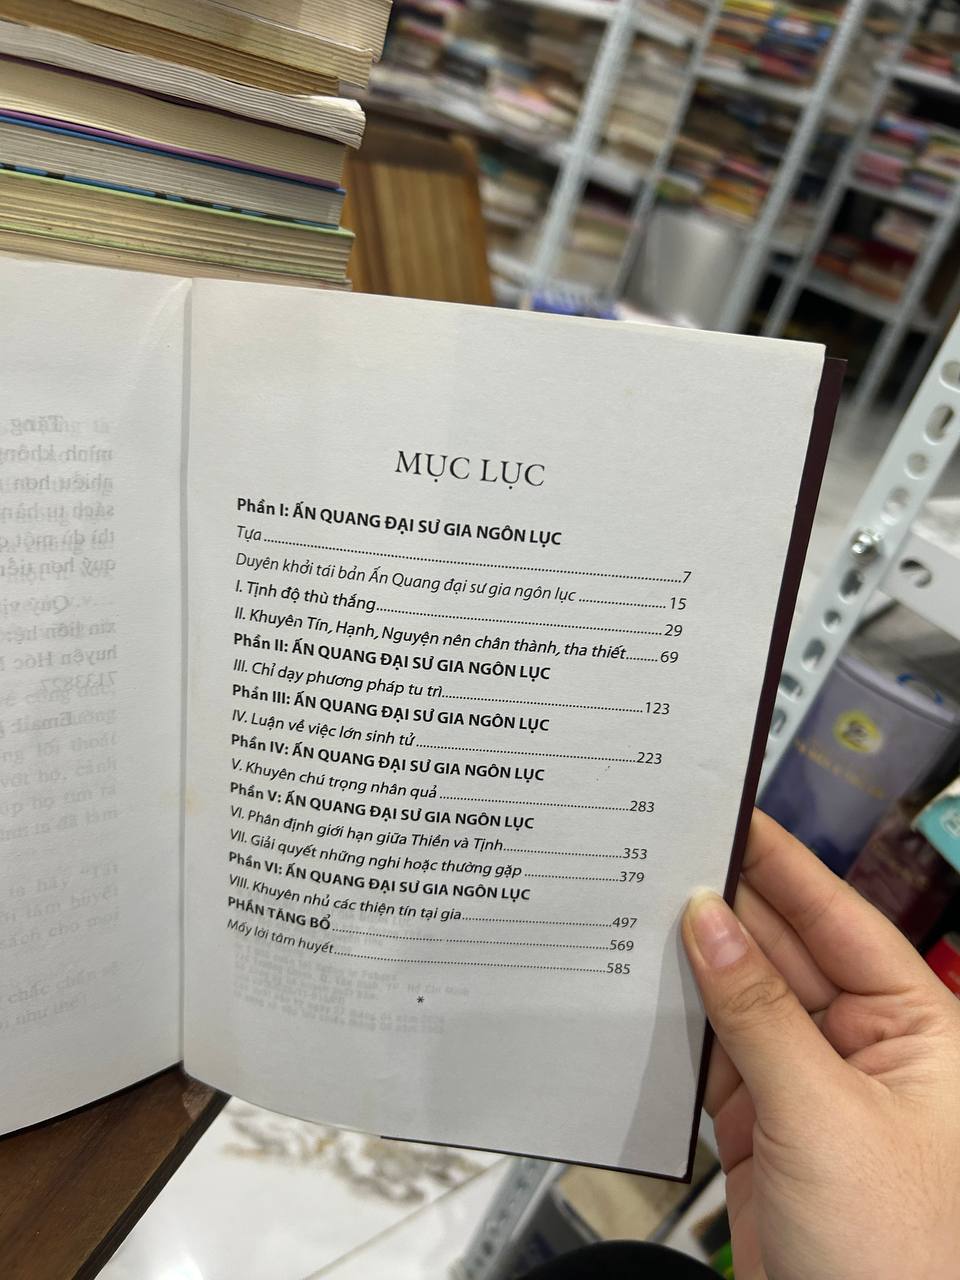 MỤC LỤC
Phần I: ẤN QUANG ĐẠI SƯ GIA NGÔN LỤC
Tựa ........ 7
Duyên khởi tái bản Ấn Quang đại sư gia ngôn lục ........ 15
I. Tịnh độ thù thắng ........ 29
II. Khuyên Tín, Hạnh, Nguyện nên chân thành, tha thiết ........ 69
Phần II: ẤN QUANG ĐẠI SƯ GIA NGÔN LỤC
III. Chỉ dạy phương pháp tu trì ........ 123
Phần III: ẤN QUANG ĐẠI SƯ GIA NGÔN LỤC
IV. Luận về việc lớn sinh tử ........ 223
Phần IV: ẤN QUANG ĐẠI SƯ GIA NGÔN LỤC
V. Khuyên chú trọng nhân quả ........ 283
Phần V: ẤN QUANG ĐẠI SƯ GIA NGÔN LỤC
VI. Phân định giới hạn giữa Thiền và Tịnh ........ 353
VII. Giải quyết những nghi hoặc thường gặp ........ 379
Phần VI: ẤN QUANG ĐẠI SƯ GIA NGÔN LỤC
VIII. Khuyên nhủ các thiện tín tại gia ........ 497
PHẦN TĂNG BỔ ........ 569
Mấy lời tâm huyết ........ 585
*